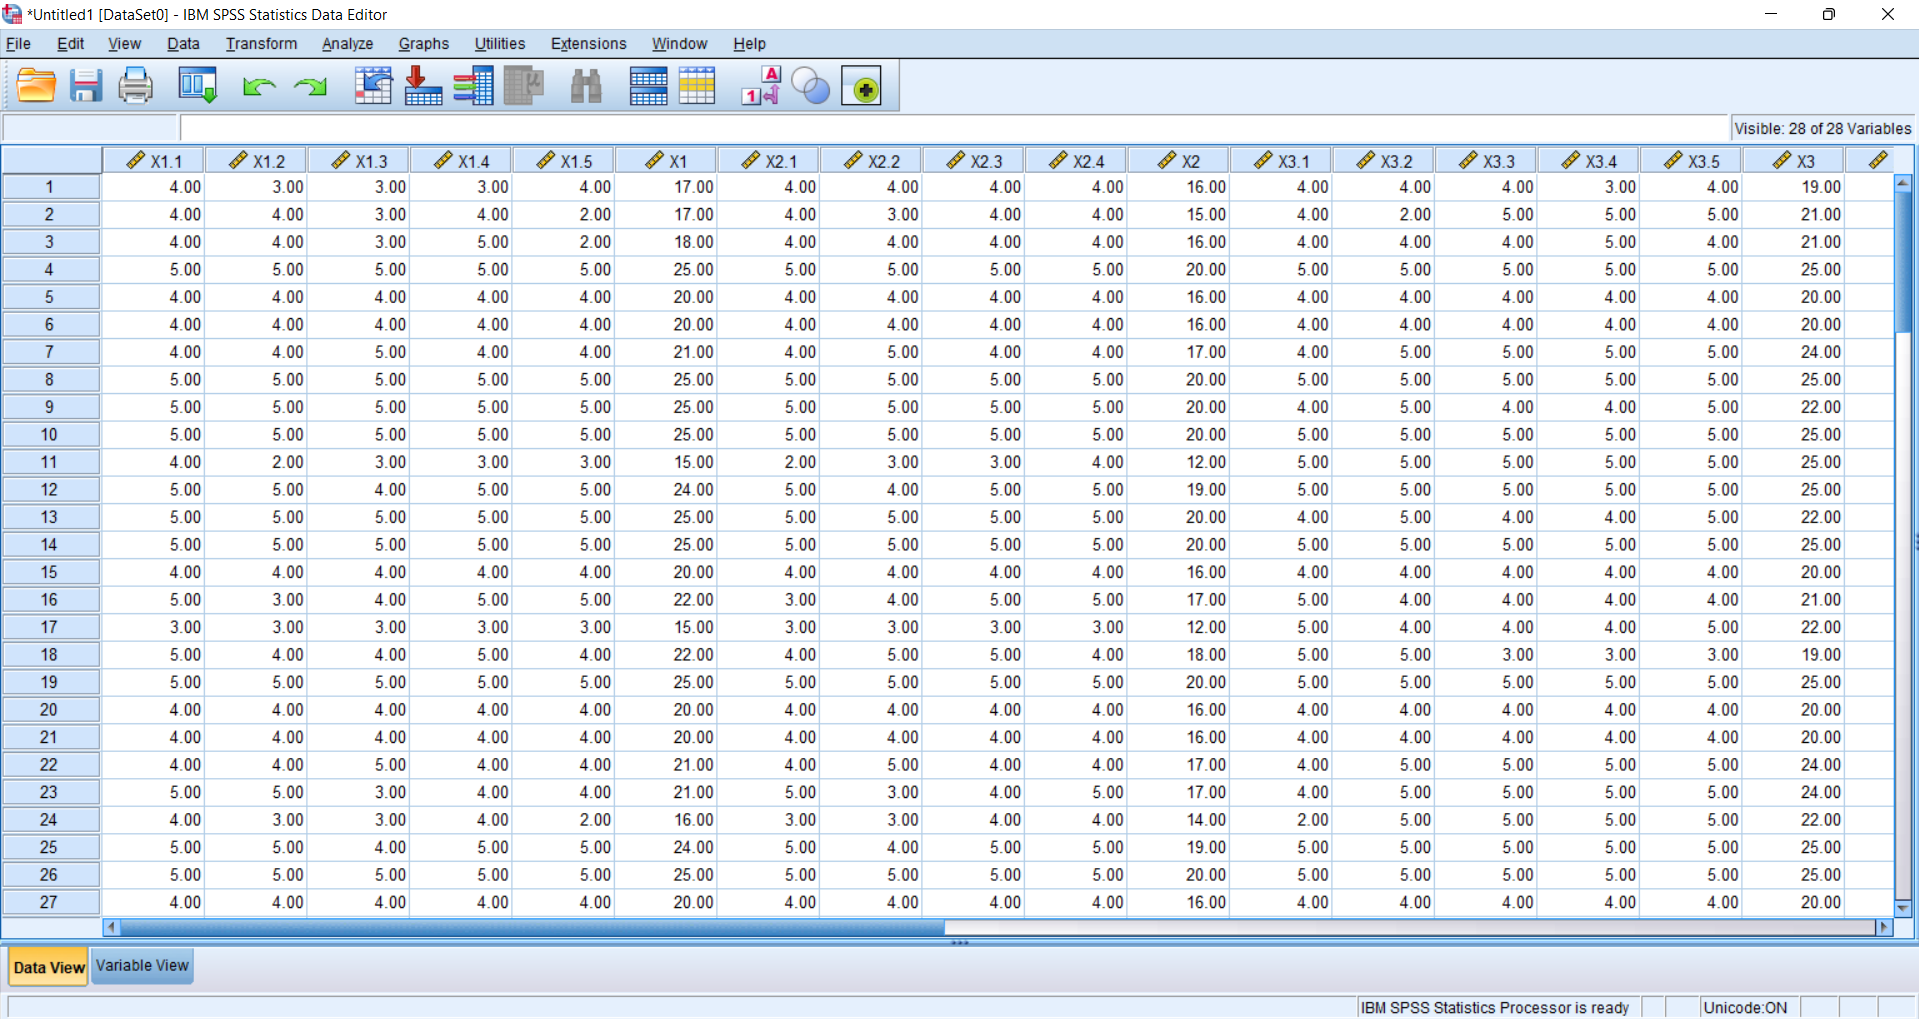 *Untitled1 [DataSet0] - IBM SPSS Statistics Data Editor
File Edit View Data Transform Analyze Graphs Utilities Extensions Window Help
Visible: 28 of 28 Variables
X1.1 X1.2 X1.3 X1.4 X1.5 X1 X2.1 X2.2 X2.3 X2.4 X2 X3.1 X3.2 X3.3 X3.4 X3.5 X3
1 4.00 3.00 3.00 3.00 4.00 17.00 4.00 4.00 4.00 4.00 16.00 4.00 4.00 4.00 3.00 4.00 19.00
2 4.00 4.00 3.00 4.00 2.00 17.00 4.00 3.00 4.00 4.00 15.00 4.00 2.00 5.00 5.00 5.00 21.00
3 4.00 4.00 3.00 5.00 2.00 18.00 4.00 4.00 4.00 4.00 16.00 4.00 4.00 4.00 5.00 4.00 21.00
4 5.00 5.00 5.00 5.00 5.00 25.00 5.00 5.00 5.00 5.00 20.00 5.00 5.00 5.00 5.00 5.00 25.00
5 4.00 4.00 4.00 4.00 4.00 20.00 4.00 4.00 4.00 4.00 16.00 4.00 4.00 4.00 4.00 4.00 20.00
6 4.00 4.00 4.00 4.00 4.00 20.00 4.00 4.00 4.00 4.00 16.00 4.00 4.00 4.00 4.00 4.00 20.00
7 4.00 4.00 5.00 4.00 4.00 21.00 4.00 5.00 4.00 4.00 17.00 4.00 5.00 5.00 5.00 5.00 24.00
8 5.00 5.00 5.00 5.00 5.00 25.00 5.00 5.00 5.00 5.00 20.00 5.00 5.00 5.00 5.00 5.00 25.00
9 5.00 5.00 5.00 5.00 5.00 25.00 5.00 5.00 5.00 5.00 20.00 4.00 5.00 4.00 4.00 5.00 22.00
10 5.00 5.00 5.00 5.00 5.00 25.00 5.00 5.00 5.00 5.00 20.00 5.00 5.00 5.00 5.00 5.00 25.00
11 4.00 2.00 3.00 3.00 3.00 15.00 2.00 3.00 3.00 4.00 12.00 5.00 5.00 5.00 5.00 5.00 25.00
12 5.00 5.00 4.00 5.00 5.00 24.00 5.00 4.00 5.00 5.00 19.00 5.00 5.00 5.00 5.00 5.00 25.00
13 5.00 5.00 5.00 5.00 5.00 25.00 5.00 5.00 5.00 5.00 20.00 4.00 5.00 4.00 4.00 5.00 22.00
14 5.00 5.00 5.00 5.00 5.00 25.00 5.00 5.00 5.00 5.00 20.00 5.00 5.00 5.00 5.00 5.00 25.00
15 4.00 4.00 4.00 4.00 4.00 20.00 4.00 4.00 4.00 4.00 16.00 4.00 4.00 4.00 4.00 4.00 20.00
16 5.00 3.00 4.00 5.00 5.00 22.00 3.00 4.00 5.00 5.00 17.00 5.00 4.00 4.00 4.00 4.00 21.00
17 3.00 3.00 3.00 3.00 3.00 15.00 3.00 3.00 3.00 3.00 12.00 5.00 4.00 4.00 4.00 5.00 22.00
18 5.00 4.00 4.00 5.00 4.00 22.00 4.00 5.00 5.00 4.00 18.00 5.00 5.00 3.00 3.00 3.00 19.00
19 5.00 5.00 5.00 5.00 5.00 25.00 5.00 5.00 5.00 5.00 20.00 5.00 5.00 5.00 5.00 5.00 25.00
20 4.00 4.00 4.00 4.00 4.00 20.00 4.00 4.00 4.00 4.00 16.00 4.00 4.00 4.00 4.00 4.00 20.00
21 4.00 4.00 4.00 4.00 4.00 20.00 4.00 4.00 4.00 4.00 16.00 4.00 4.00 4.00 4.00 4.00 20.00
22 4.00 4.00 5.00 4.00 4.00 21.00 4.00 5.00 4.00 4.00 17.00 4.00 5.00 5.00 5.00 5.00 24.00
23 5.00 5.00 3.00 4.00 4.00 21.00 5.00 3.00 4.00 5.00 17.00 4.00 5.00 5.00 5.00 5.00 24.00
24 4.00 3.00 3.00 4.00 2.00 16.00 3.00 3.00 4.00 4.00 14.00 2.00 5.00 5.00 5.00 5.00 22.00
25 5.00 5.00 4.00 5.00 5.00 24.00 5.00 4.00 5.00 5.00 19.00 5.00 5.00 5.00 5.00 5.00 25.00
26 5.00 5.00 5.00 5.00 5.00 25.00 5.00 5.00 5.00 5.00 20.00 5.00 5.00 5.00 5.00 5.00 25.00
27 4.00 4.00 4.00 4.00 4.00 20.00 4.00 4.00 4.00 4.00 16.00 4.00 4.00 4.00 4.00 4.00 20.00
Data View Variable View
IBM SPSS Statistics Processor is ready Unicode:ON